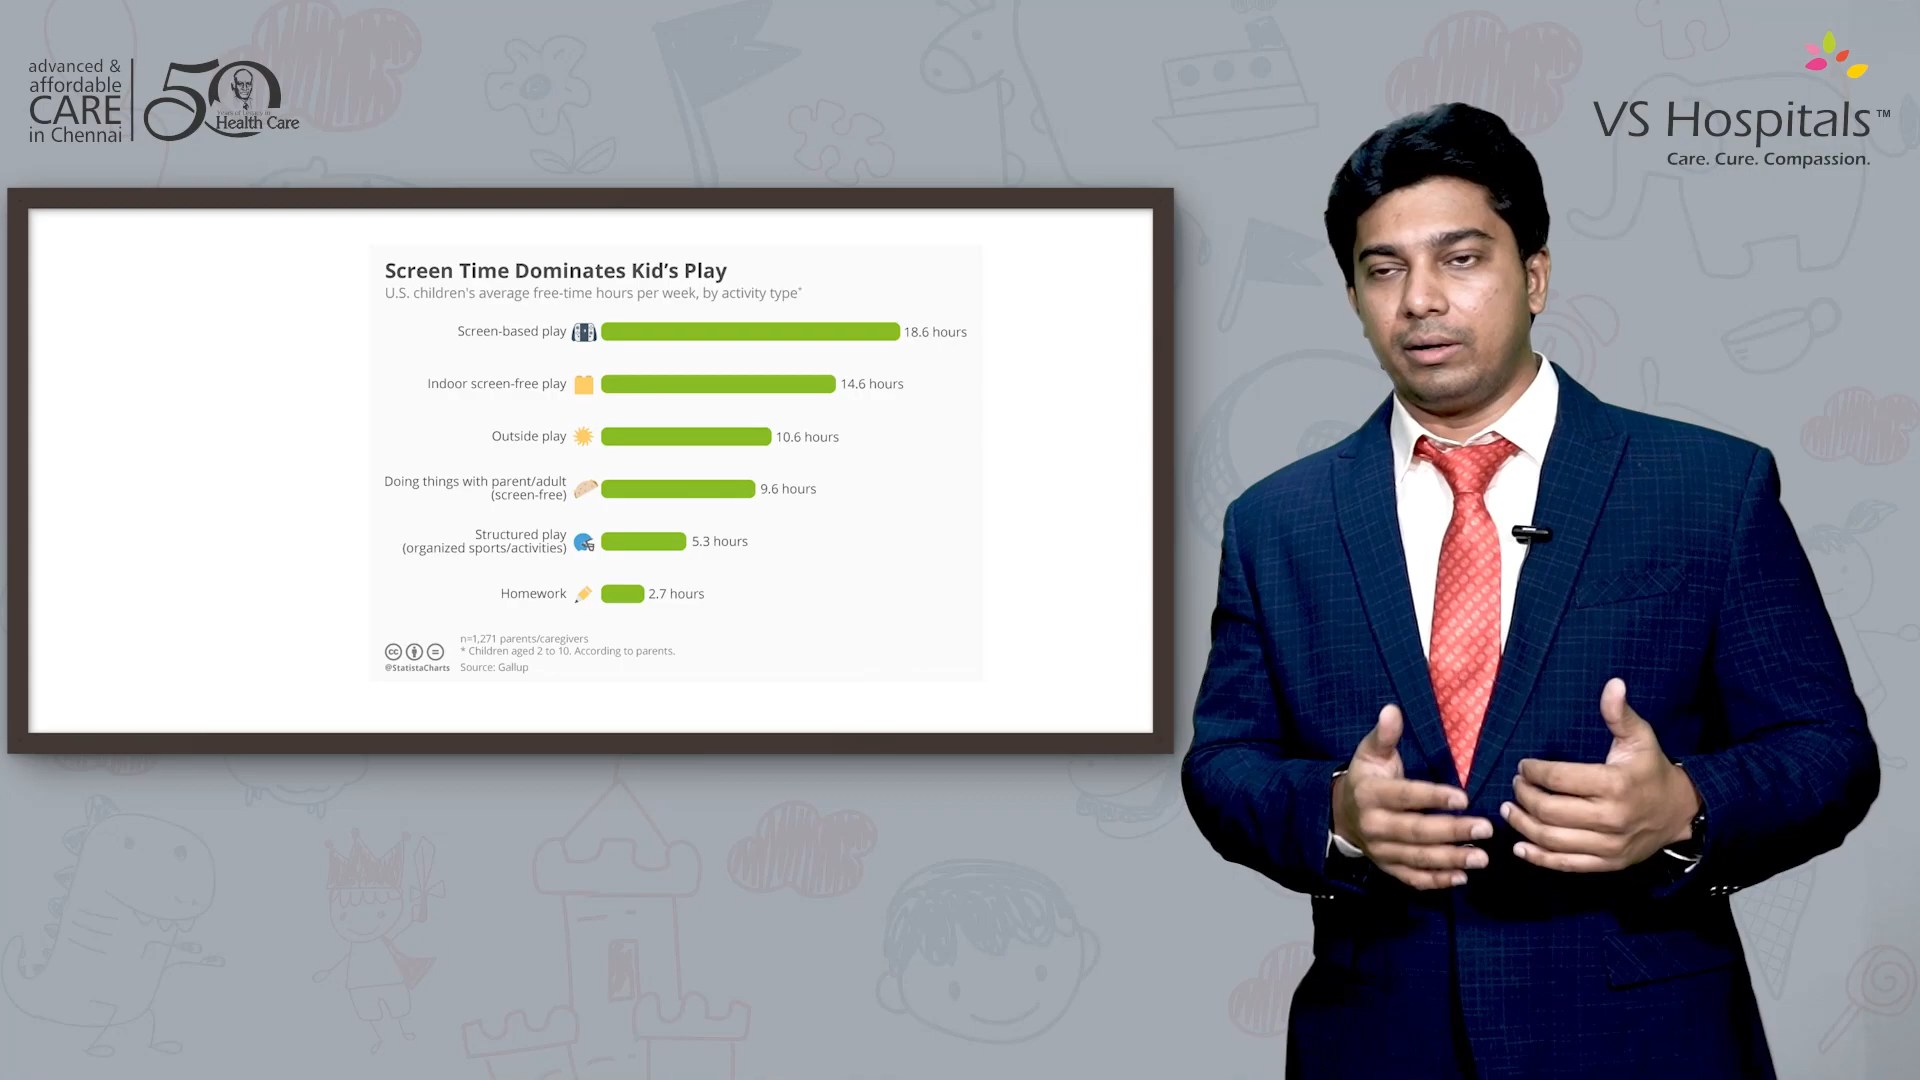 advanced &
affordable
CARE
in Chennai
50
Health Care
VS Hospitals™
Care. Cure. Compassion.
Screen Time Dominates Kid's Play
U.S. children's average free-time hours per week, by activity type*
Screen-based play 18.6 hours
Indoor screen-free play 14.6 hours
Outside play 10.6 hours
Doing things with parent/adult
(screen-free) 9.6 hours
Structured play
(organized sports/activities) 5.3 hours
Homework 2.7 hours
n=1,271 parents/caregivers
* Children aged 2 to 10. According to parents.
@StatistaCharts Source: Gallup